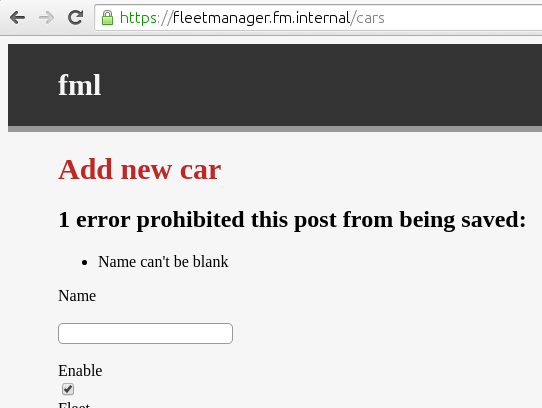 https://fleetmanager.fm.internal/cars
fml
Add new car
1 error prohibited this post from being saved:
Name can't be blank
Name
Enable
Fleet